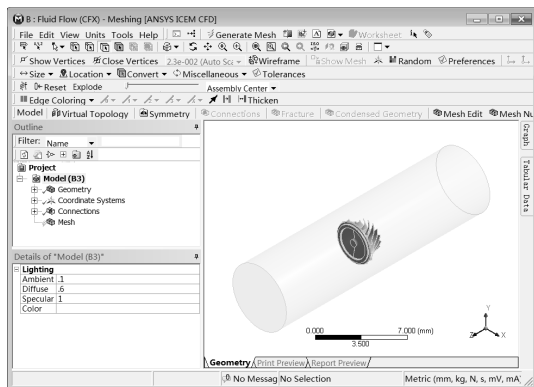 B : Fluid Flow (CFX) - Meshing [ANSYS ICEM CFD]
File Edit View Units Tools Help Generate Mesh Worksheet
Show Vertices Close Vertices 2.3e-002 (Auto Sca Wireframe Show Mesh Random Preferences
Size Location Convert Miscellaneous Tolerances
Reset Explode Assembly Center
Edge Coloring Thicken
Model Virtual Topology Symmetry Connections Fracture Condensed Geometry Mesh Edit Mesh Nu
Outline
Filter: Name
Project
Model (B3)
Geometry
Coordinate Systems
Connections
Mesh
Details of "Model (B3)"
Lighting
Ambient .1
Diffuse .6
Specular 1
Color
Graph
Tabular Data
0.000 7.000 (mm)
3.500
Y
Z X
Geometry Print Preview Report Preview
No Messag No Selection Metric (mm, kg, N, s, mV, mA